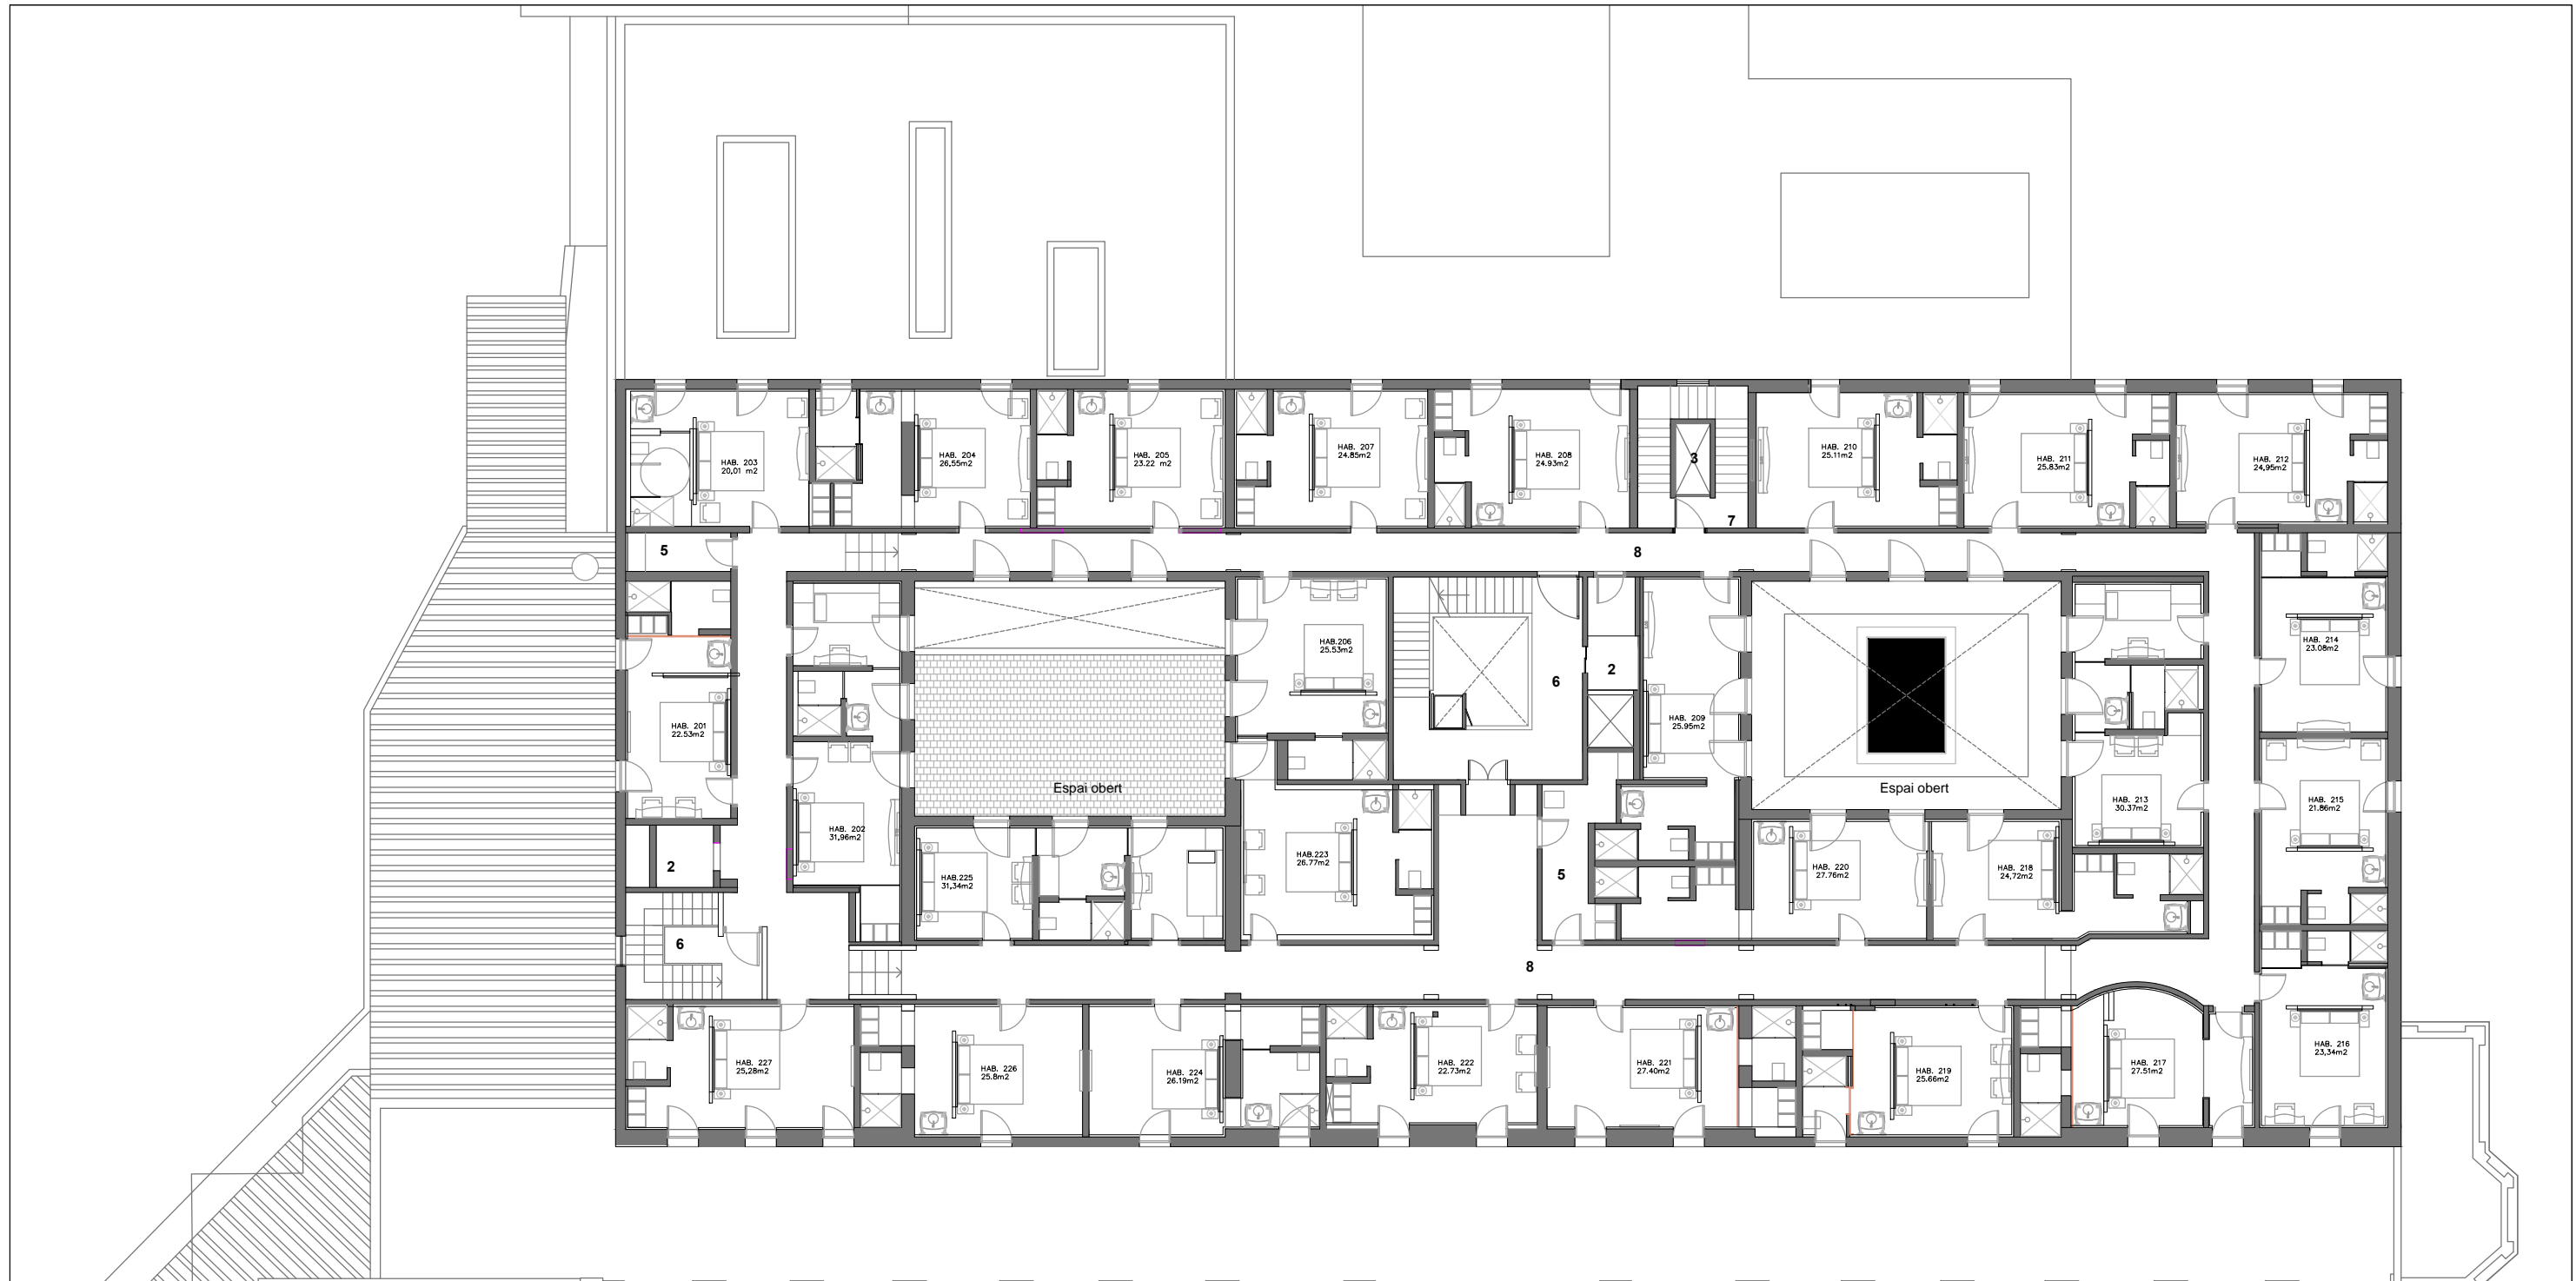 HAB. 203
20,01 m2
HAB. 204
26,55m2
HAB. 205
23.22 m2
HAB. 207
24.85m2
HAB. 208
24.93m2
3
7
HAB. 210
25.11m2
HAB. 211
25.83m2
HAB. 212
24,95m2
5
8
HAB.206
25.53m2
HAB. 214
23.08m2
2
6
HAB. 201
22.53m2
HAB. 209
25.95m2
Espai obert
Espai obert
HAB. 213
30.37m2
HAB. 215
21.86m2
HAB. 202
31,96m2
HAB.223
26.77m2
2
HAB.225
31,34m2
5
HAB. 220
27.76m2
HAB. 218
24,72m2
6
8
HAB. 227
25,28m2
HAB. 226
25.8m2
HAB. 224
26.19m2
HAB. 222
22.73m2
HAB. 221
27.40m2
HAB. 219
25.66m2
HAB. 217
27.51m2
HAB. 216
23,34m2